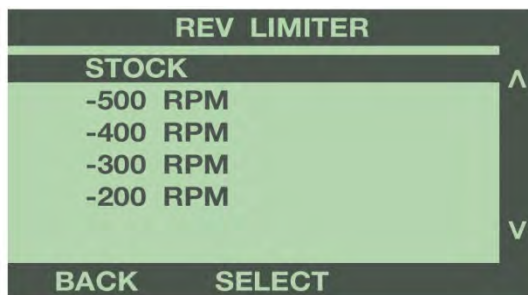 REV LIMITER
STOCK
-500 RPM
-400 RPM
-300 RPM
-200 RPM
BACK SELECT